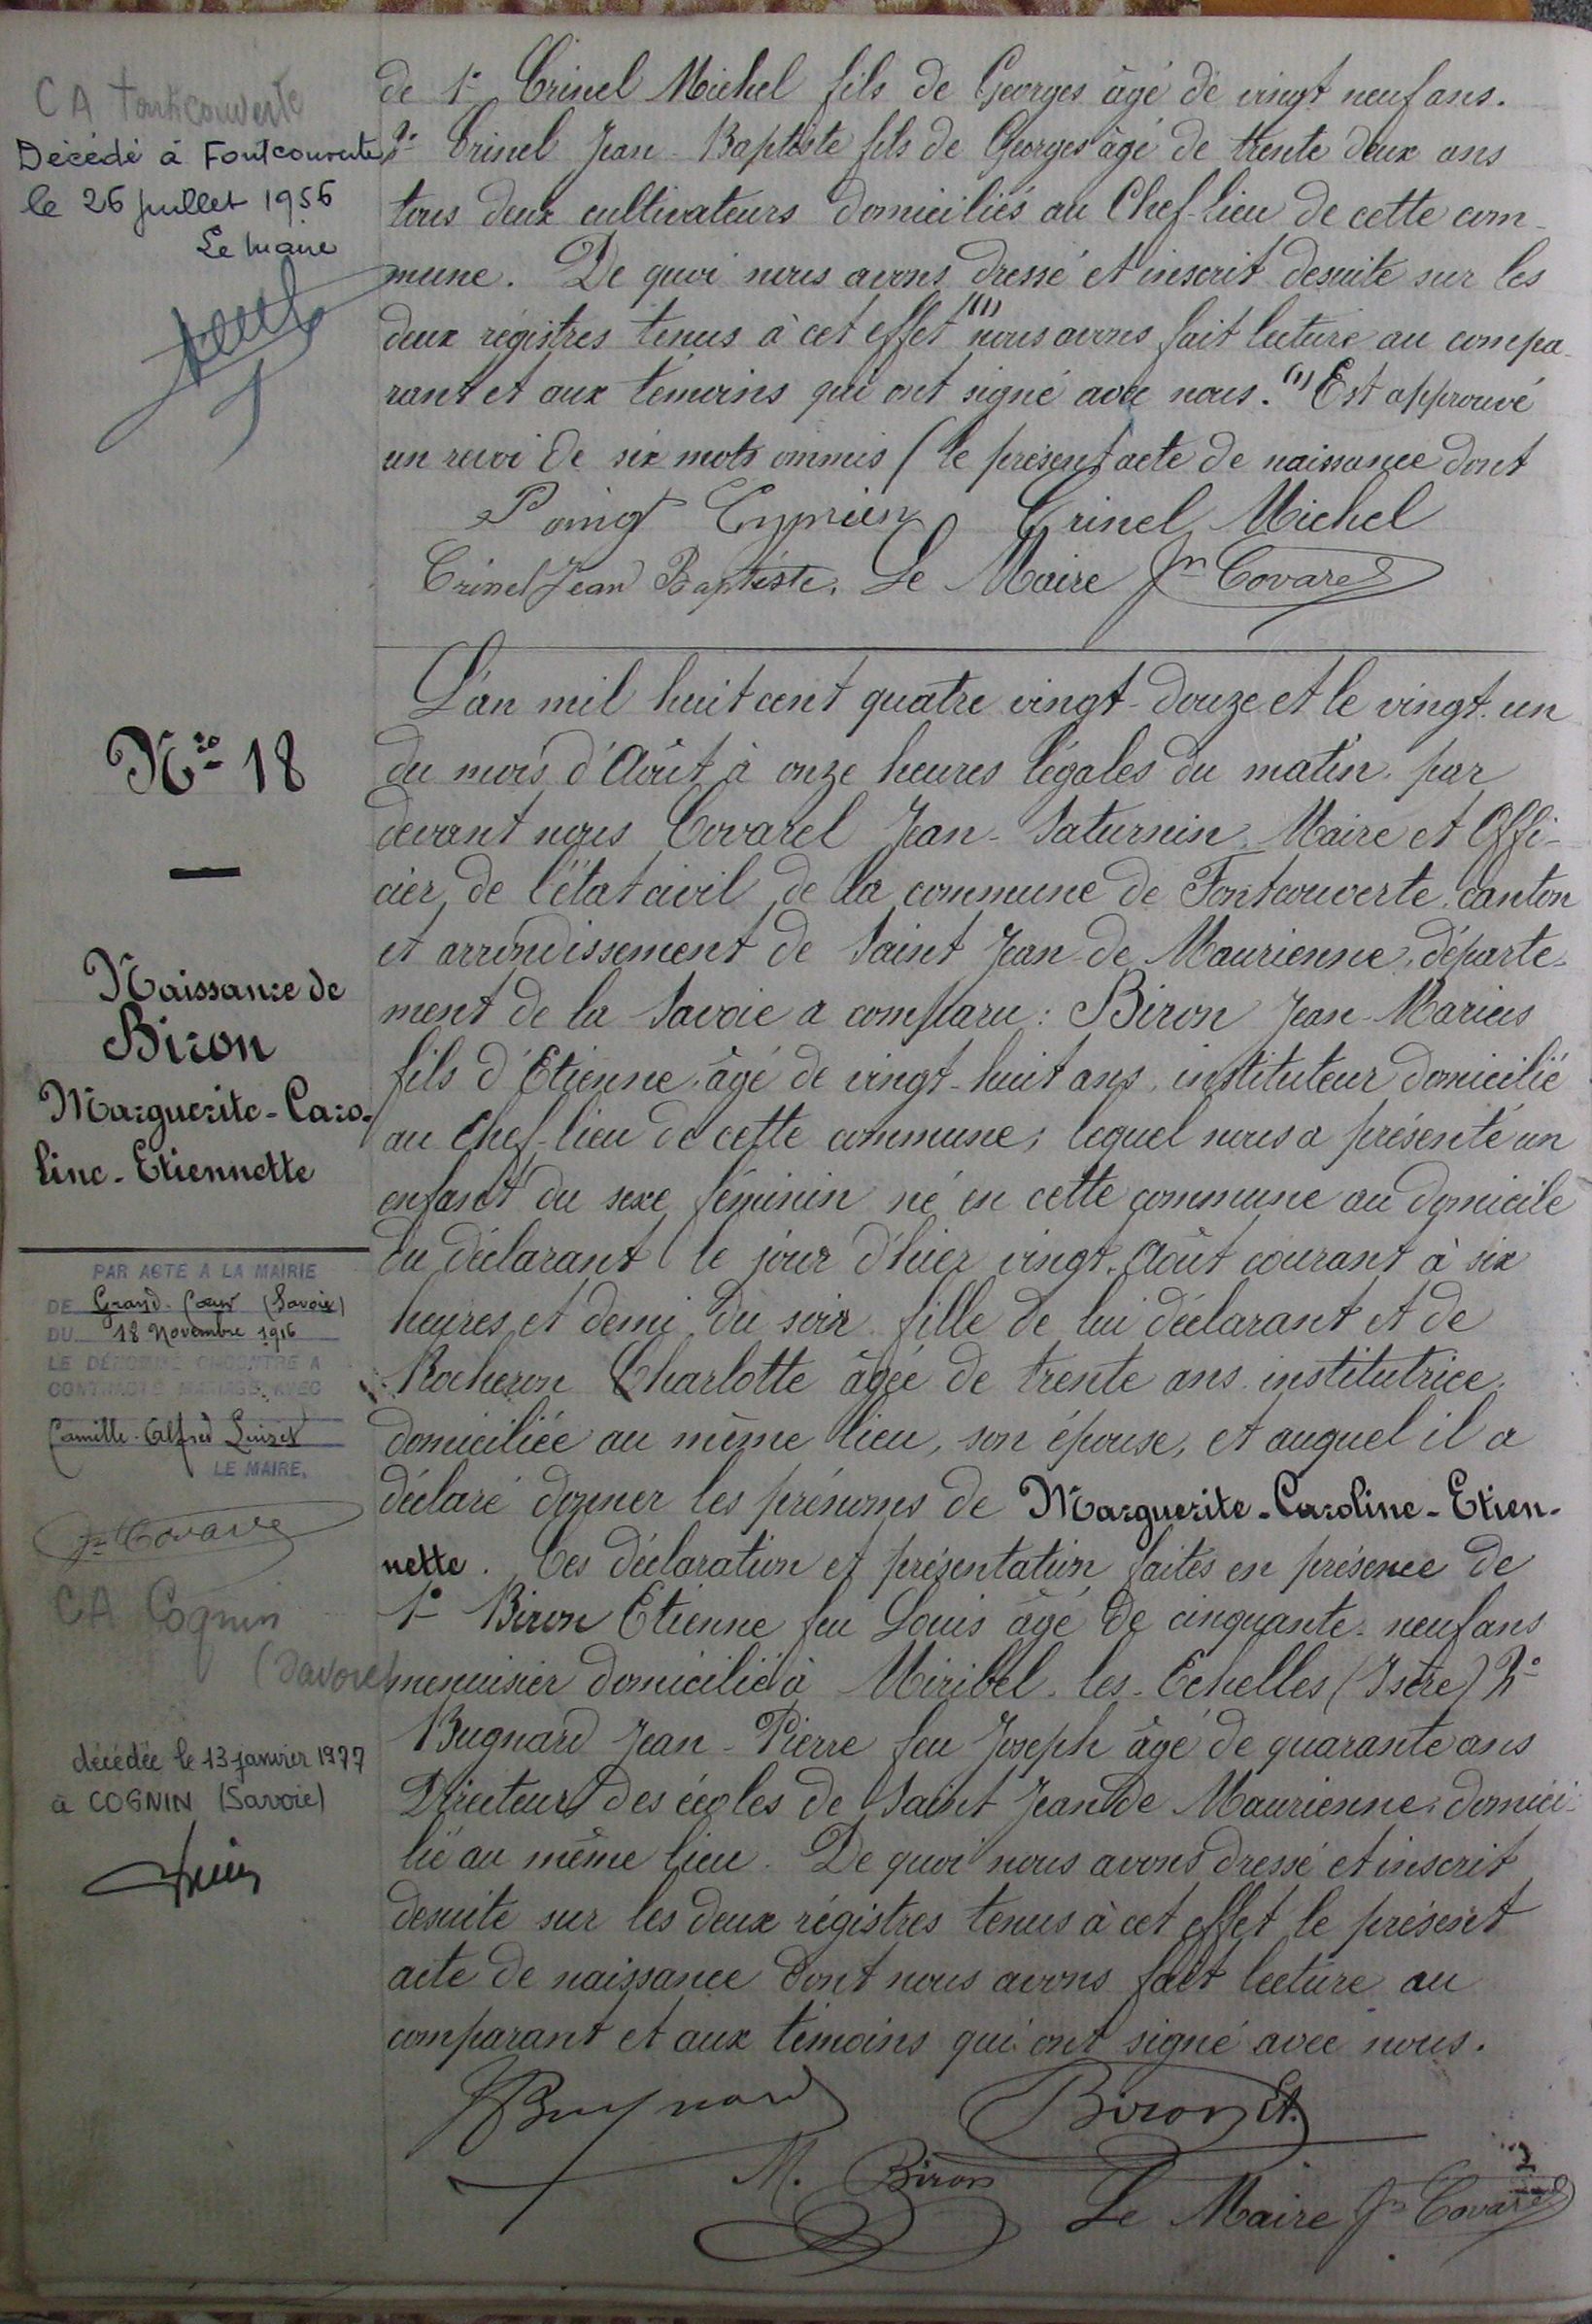 CA Fontcouverte
Décédé à Fontcouverte
le 26 juillet 1956
Le Maire
de 1° Crinel Michel fils de Georges âgé de vingt neuf ans.
2° Crinel Jean-Baptiste fils de Georges âgé de trente deux ans
tous deux cultivateurs domiciliés au Chef-lieu de cette com-
mune. De quoi nous avons dressé et inscrit desuite sur les
deux régistres tenus à cet effet (1) nous avons fait lecture au compa-
rant et aux témoins qui ont signé avec nous. (1) Est approuvé
un renvoi de six mots ommis (le présent acte de naissance dont
Poingt Cyprien Crinel Michel
Crinel Jean Baptiste. Le Maire Jn Covarel
N° 18
Naissance de
Biron
Marguerite-Caro-
line-Etiennette
L'an mil huit cent quatre vingt-douze et le vingt-un
du mois d'Août à onze heures légales du matin, par
devant nous Covarel Jean-Saturnin, Maire et Offi-
cier de l'état civil de la commune de Fontcouverte, canton
et arrondissement de Saint Jean-de Maurienne, départe-
ment de la Savoie a comparu : Biron Jean-Marius
fils d'Etienne, âgé de vingt-huit ans, instituteur domicilié
au Chef-lieu de cette commune; lequel nous a présenté un
enfant du sexe féminin né en cette commune au domicile
du déclarant le jour d'hier vingt-Août courant à six
heures et demi du soir fille de lui déclarant et de
Rocheron Charlotte âgée de trente ans institutrice,
domiciliée au même lieu, son épouse, et auquel il a
déclaré donner les prénoms de Marguerite-Caroline-Etien-
nette. Ces déclaration et présentation faites en présence de
1° Biron Etienne feu Louis âgé de cinquante-neuf ans
menuisier domicilié à Miribel-les-Echelles (Isère) 2°
Bugnard Jean-Pierre feu Joseph âgé de quarante ans
Directeur des écoles de Saint Jean de Maurienne, domici-
lié au même lieu. De quoi nous avons dressé et inscrit
desuite sur les deux régistres tenus à cet effet le présent
acte de naissance dont nous avons fait lecture au
comparant et aux témoins qui ont signé avec nous.
PAR ACTE A LA MAIRIE
DE Grand-Cœur (Savoie)
DU 18 Novembre 1916
LE DÉNOMMÉ CI-CONTRE A
CONTRACTÉ MARIAGE AVEC
Camille-Alfred Luizet
LE MAIRE,
Jn Covarel
CA Cognin
(Savoie)
décédée le 13 janvier 1977
à COGNIN (Savoie)
Bugnard Biron Et.
M. Biron
Le Maire Jn Covarel